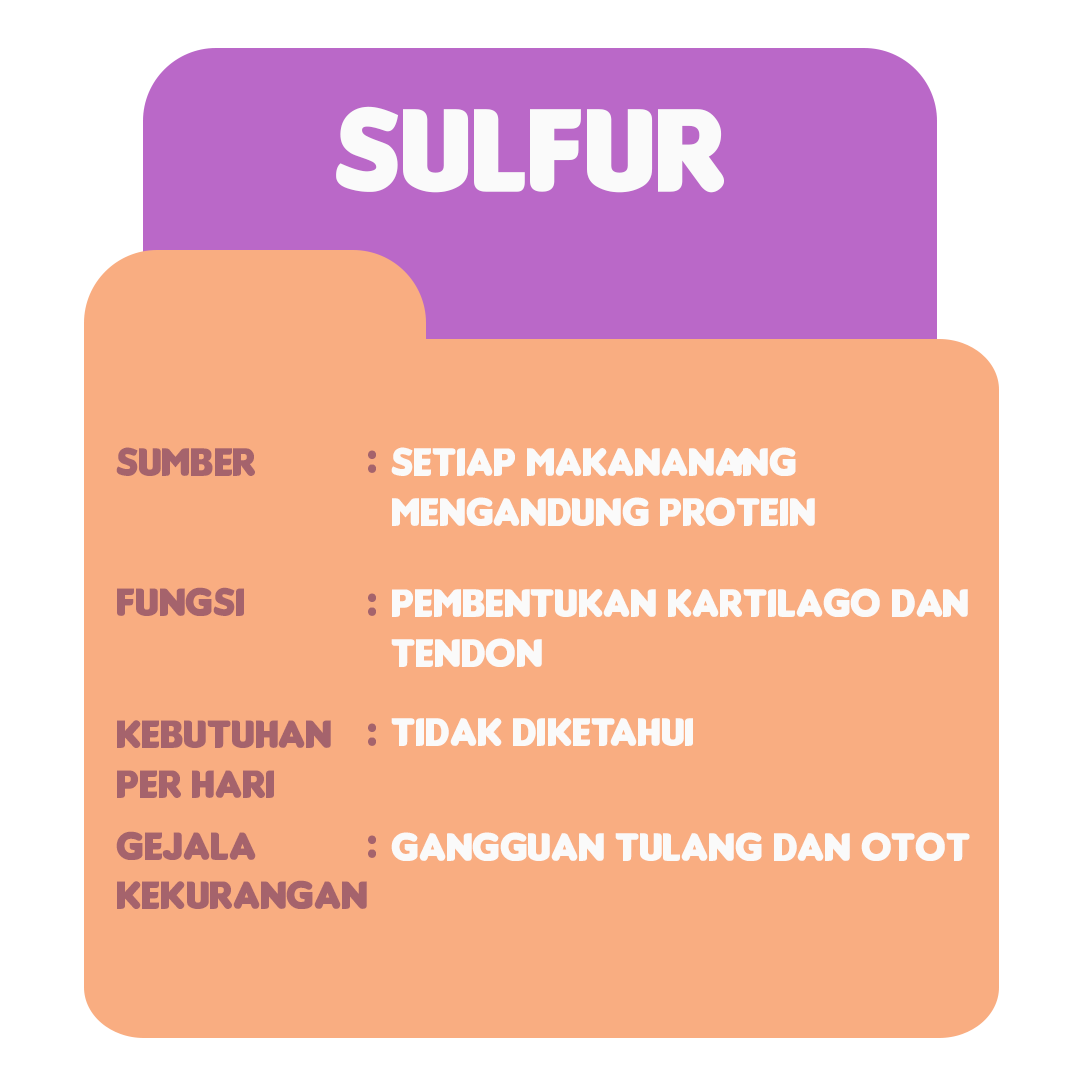 SULFUR
SUMBER : SETIAP MAKANANANG
MENGANDUNG PROTEIN
FUNGSI : PEMBENTUKAN KARTILAGO DAN
TENDON
KEBUTUHAN : TIDAK DIKETAHUI
PER HARI
GEJALA : GANGGUAN TULANG DAN OTOT
KEKURANGAN